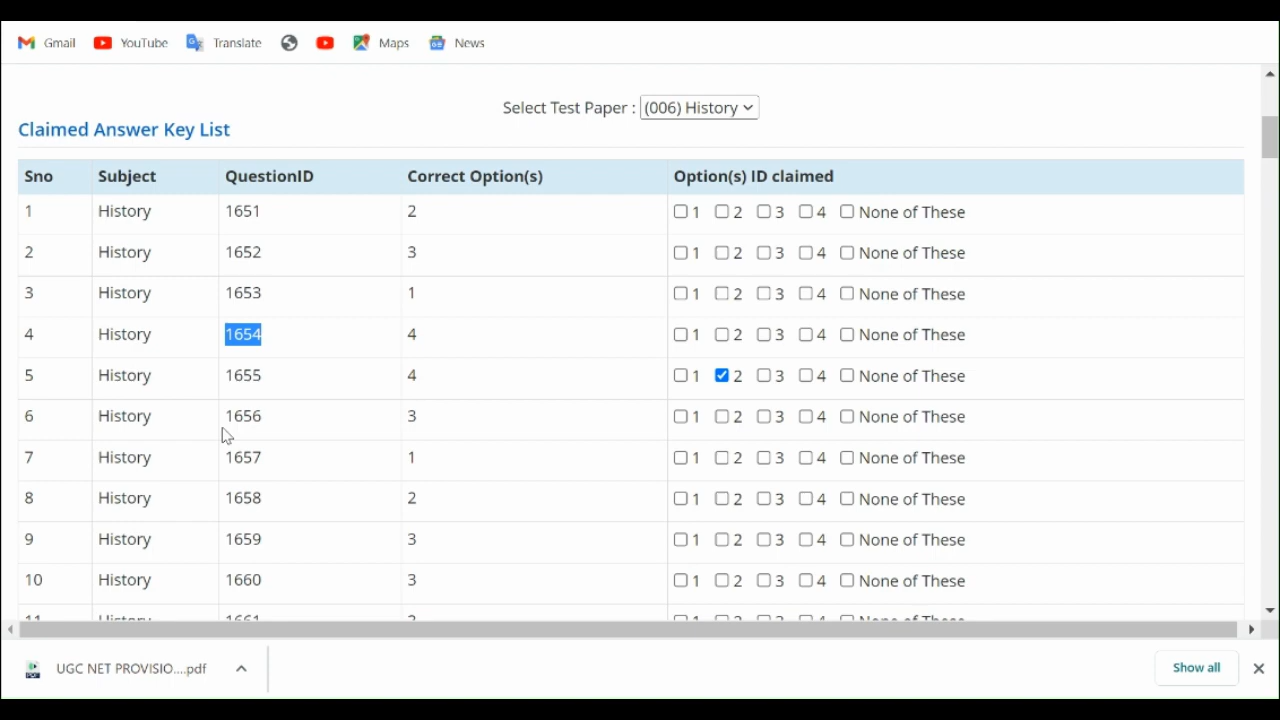 Gmail YouTube Translate Maps News
Select Test Paper : (006) History
Claimed Answer Key List
Sno Subject QuestionID Correct Option(s) Option(s) ID claimed
1 History 1651 2 1 2 3 4 None of These
2 History 1652 3 1 2 3 4 None of These
3 History 1653 1 1 2 3 4 None of These
4 History 1654 4 1 2 3 4 None of These
5 History 1655 4 1 2 3 4 None of These
6 History 1656 3 1 2 3 4 None of These
7 History 1657 1 1 2 3 4 None of These
8 History 1658 2 1 2 3 4 None of These
9 History 1659 3 1 2 3 4 None of These
10 History 1660 3 1 2 3 4 None of These
UGC NET PROVISIO....pdf Show all